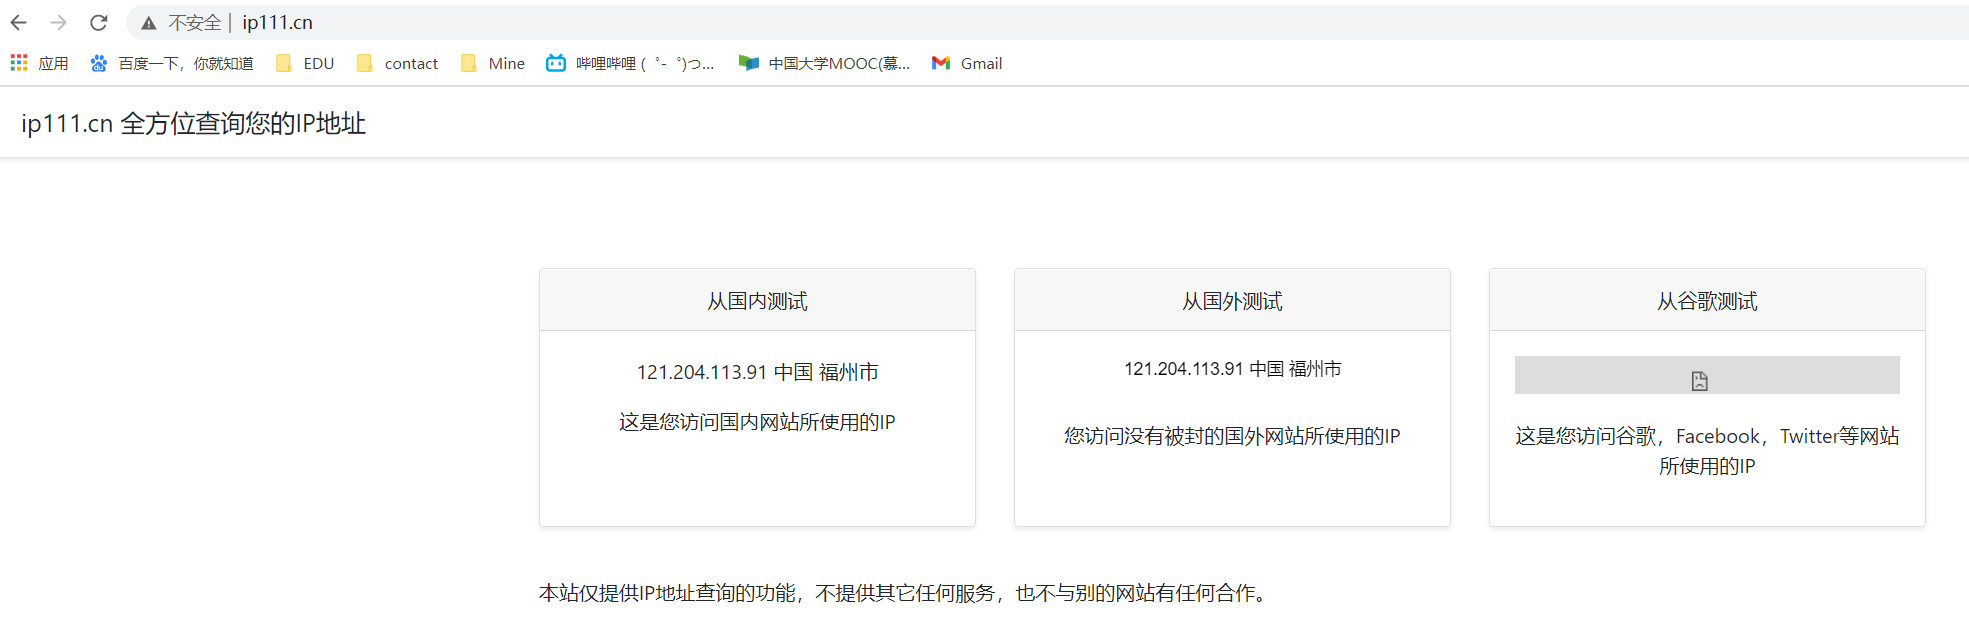 不安全 | ip111.cn
应用 百度一下，你就知道 EDU contact Mine 哔哩哔哩 ( ゜- ゜)つ... 中国大学MOOC(慕... Gmail
ip111.cn 全方位查询您的IP地址
从国内测试
121.204.113.91 中国 福州市
这是您访问国内网站所使用的IP
从国外测试
121.204.113.91 中国 福州市
您访问没有被封的国外网站所使用的IP
从谷歌测试
这是您访问谷歌，Facebook，Twitter等网站
所使用的IP
本站仅提供IP地址查询的功能，不提供其它任何服务，也不与别的网站有任何合作。